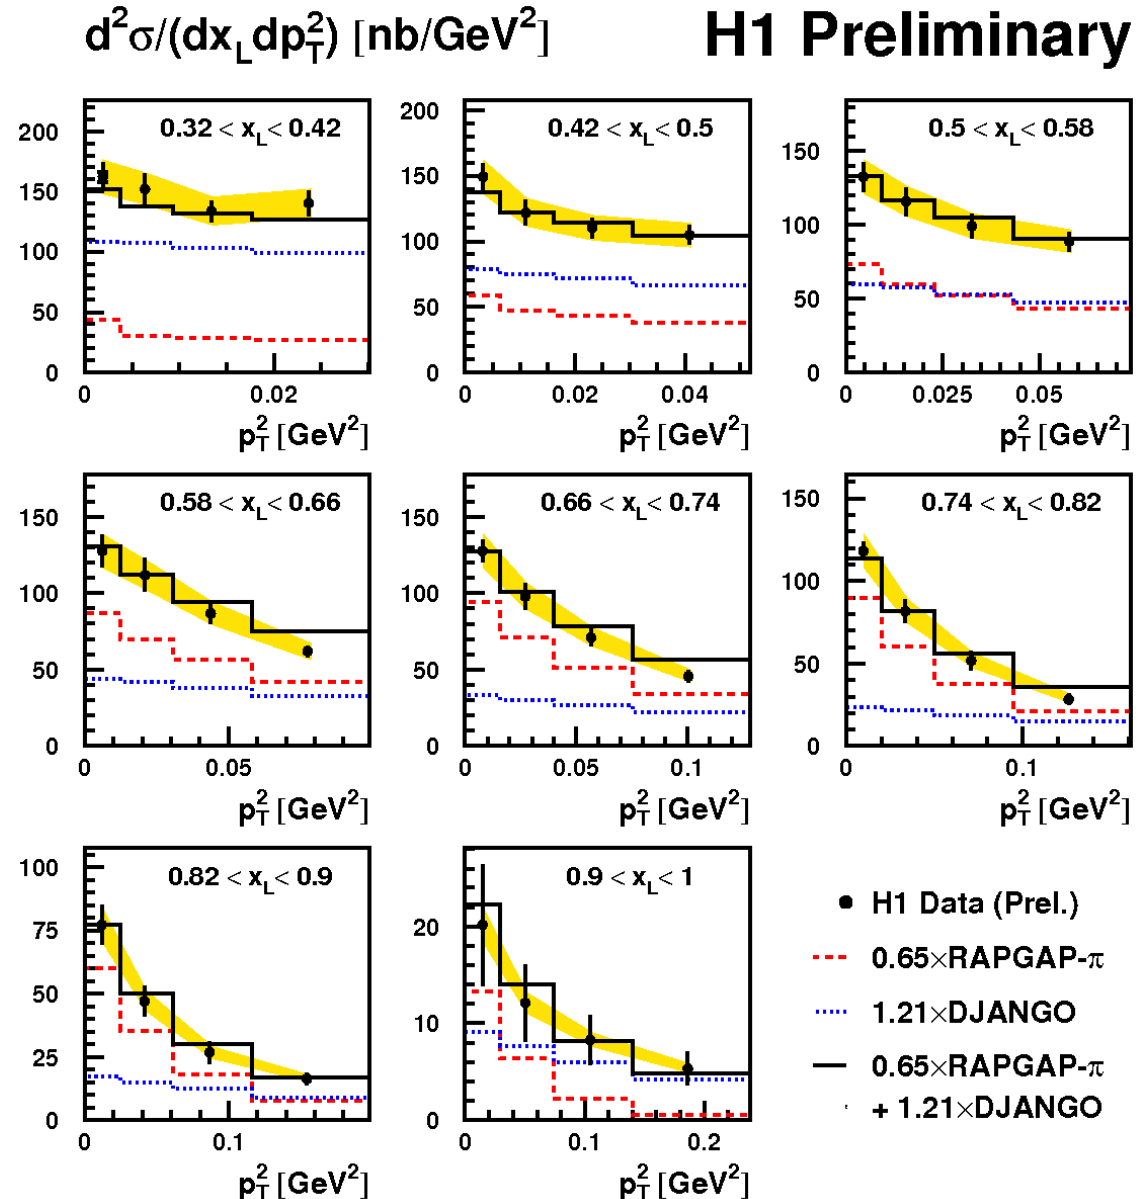 d²σ/(dx_L dp_T²) [nb/GeV²] H1 Preliminary
0.32 < x_L < 0.42
200
150
100
50
0
0 0.02
p_T² [GeV²]
0.42 < x_L < 0.5
200
150
100
50
0
0 0.02 0.04
p_T² [GeV²]
0.5 < x_L < 0.58
150
100
50
0
0 0.025 0.05
p_T² [GeV²]
0.58 < x_L < 0.66
150
100
50
0
0 0.05
p_T² [GeV²]
0.66 < x_L < 0.74
150
100
50
0
0 0.05 0.1
p_T² [GeV²]
0.74 < x_L < 0.82
150
100
50
0
0 0.1
p_T² [GeV²]
0.82 < x_L < 0.9
100
75
50
25
0
0 0.1
p_T² [GeV²]
0.9 < x_L < 1
20
10
0
0 0.1 0.2
p_T² [GeV²]
H1 Data (Prel.)
0.65×RAPGAP-π
1.21×DJANGO
0.65×RAPGAP-π
+ 1.21×DJANGO